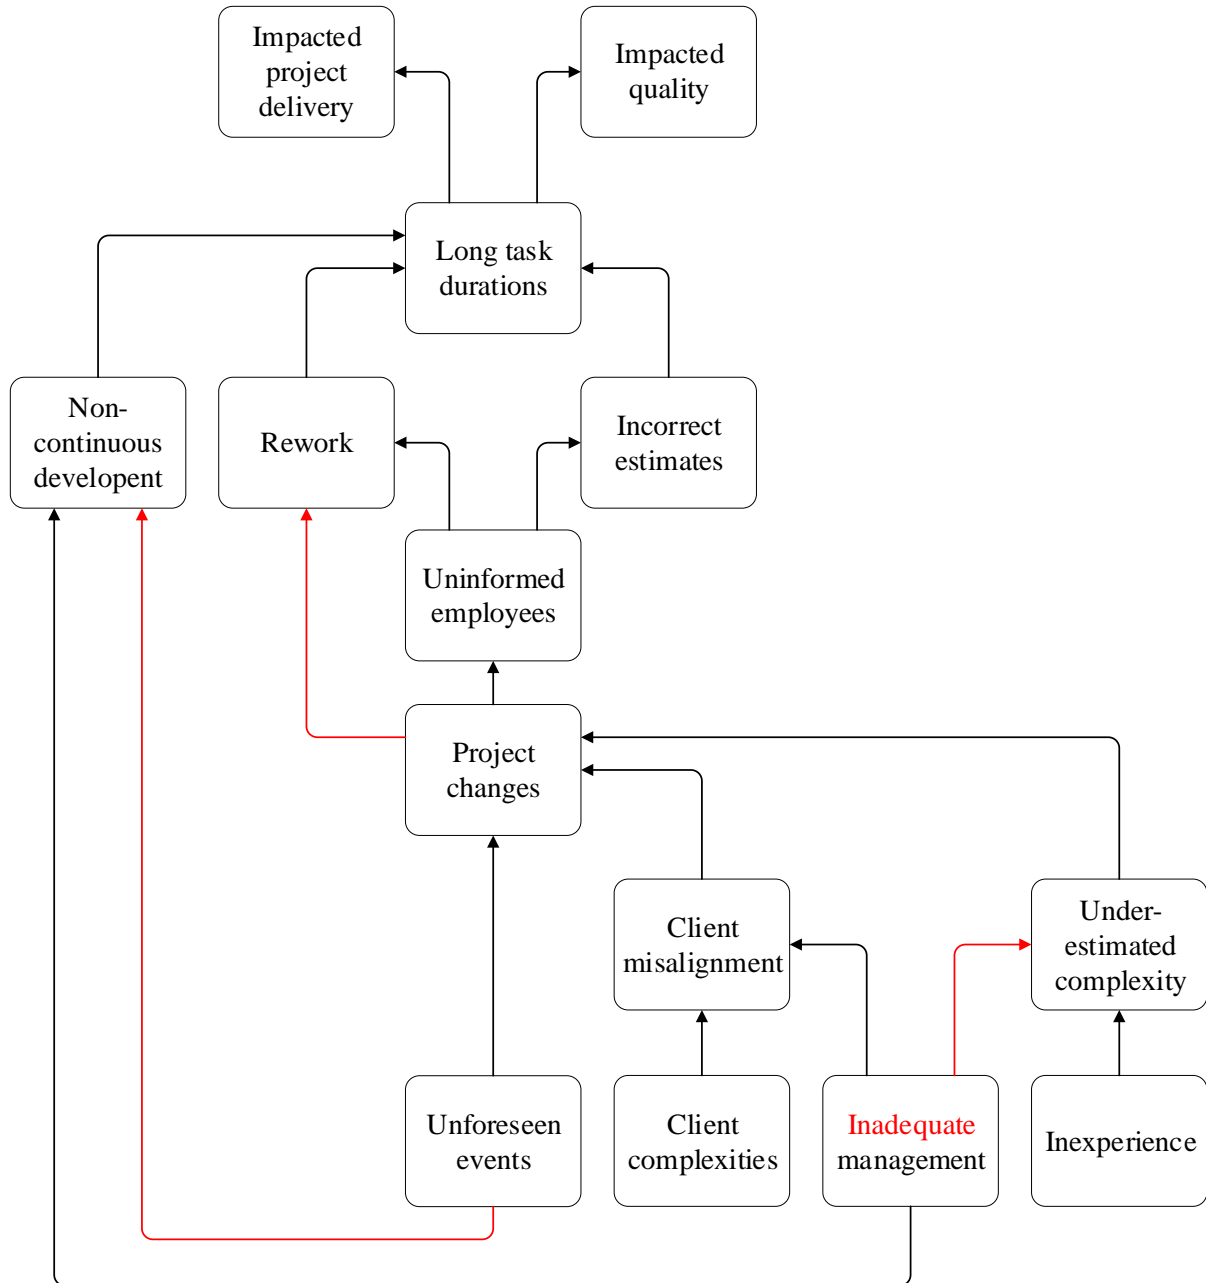 Impacted
project
delivery
Impacted
quality
Long task
durations
Non-
continuous
developent
Rework
Incorrect
estimates
Uninformed
employees
Project
changes
Client
misalignment
Under-
estimated
complexity
Unforeseen
events
Client
complexities
Inadequate
management
Inexperience